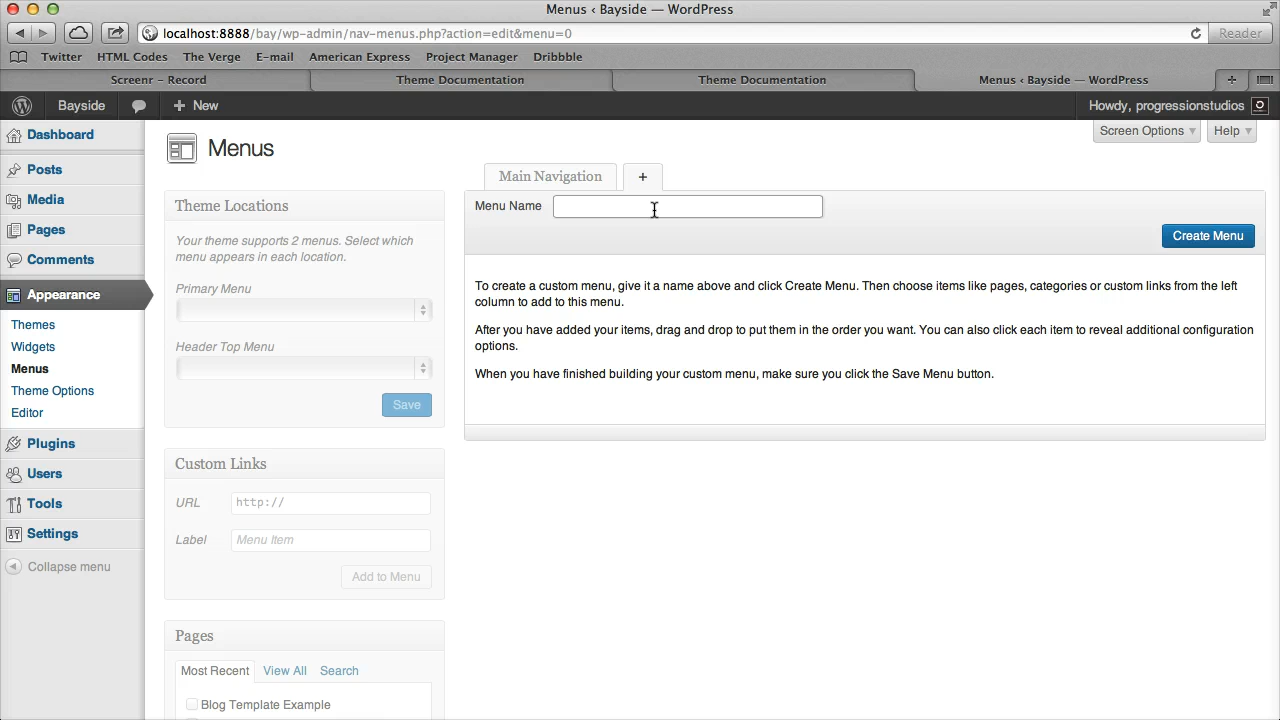 Menus ‹ Bayside — WordPress
localhost:8888/bay/wp-admin/nav-menus.php?action=edit&menu=0
Reader
Twitter HTML Codes The Verge E-mail American Express Project Manager Dribbble
Screenr - Record Theme Documentation Theme Documentation Menus ‹ Bayside — WordPress +
Bayside + New Howdy, progressionstudios
Screen Options Help
Dashboard
Posts
Media
Pages
Comments
Appearance
Themes
Widgets
Menus
Theme Options
Editor
Plugins
Users
Tools
Settings
Collapse menu
Menus
Theme Locations
Your theme supports 2 menus. Select which
menu appears in each location.
Primary Menu
Header Top Menu
Save
Custom Links
URL http://
Label Menu Item
Add to Menu
Pages
Most Recent View All Search
Blog Template Example
Main Navigation +
Menu Name
Create Menu
To create a custom menu, give it a name above and click Create Menu. Then choose items like pages, categories or custom links from the left
column to add to this menu.
After you have added your items, drag and drop to put them in the order you want. You can also click each item to reveal additional configuration
options.
When you have finished building your custom menu, make sure you click the Save Menu button.